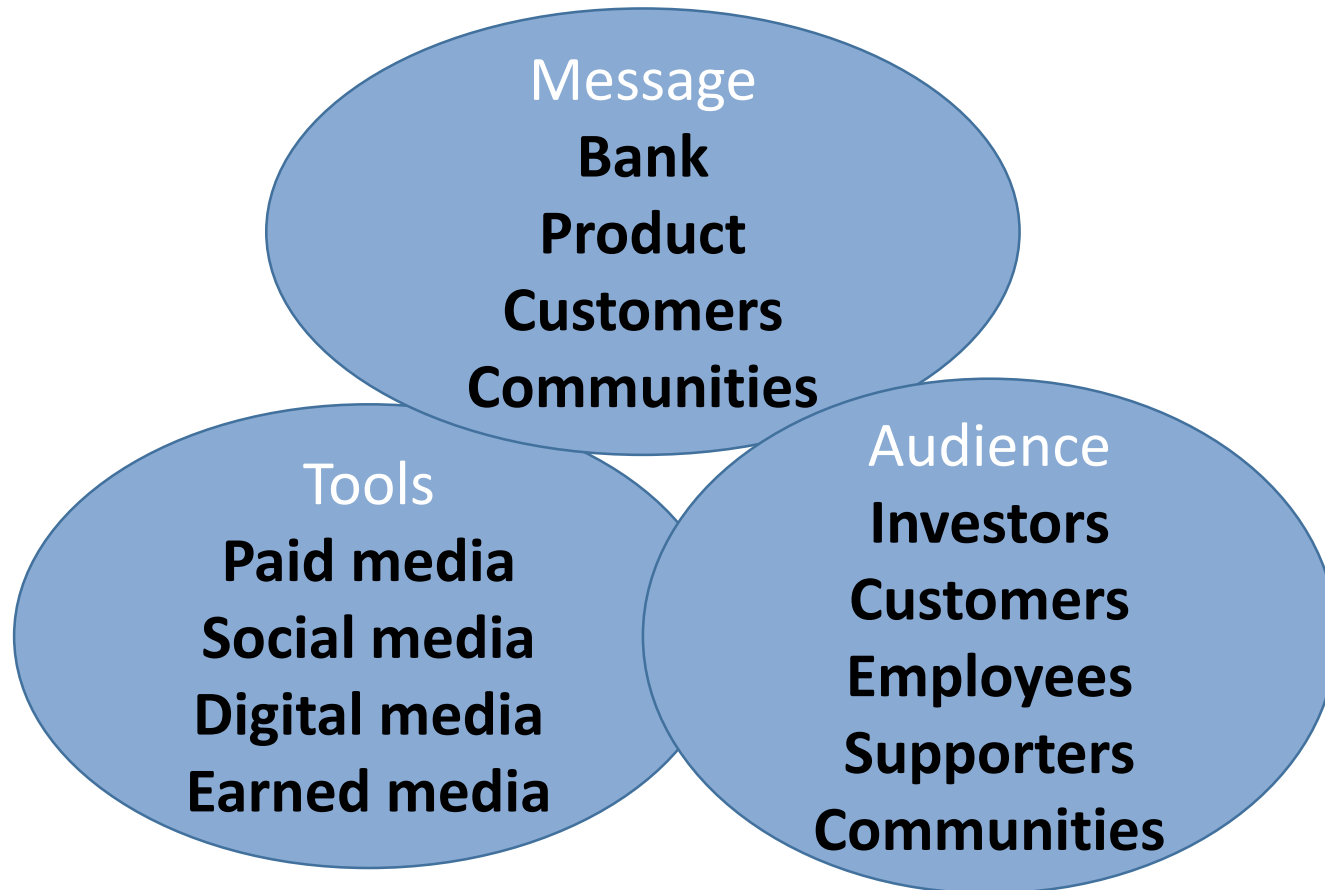 Message
Bank
Product
Customers
Communities
Tools
Paid media
Social media
Digital media
Earned media
Audience
Investors
Customers
Employees
Supporters
Communities